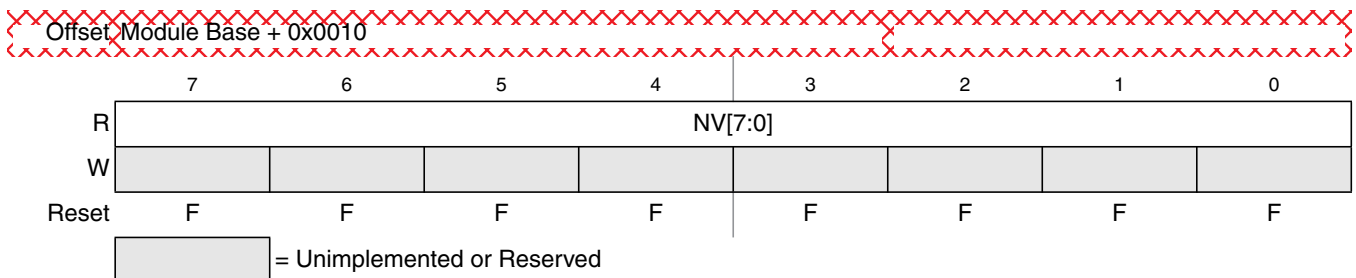 Offset Module Base + 0x0010
7 6 5 4 3 2 1 0
R NV[7:0]
W
Reset F F F F F F F F
= Unimplemented or Reserved